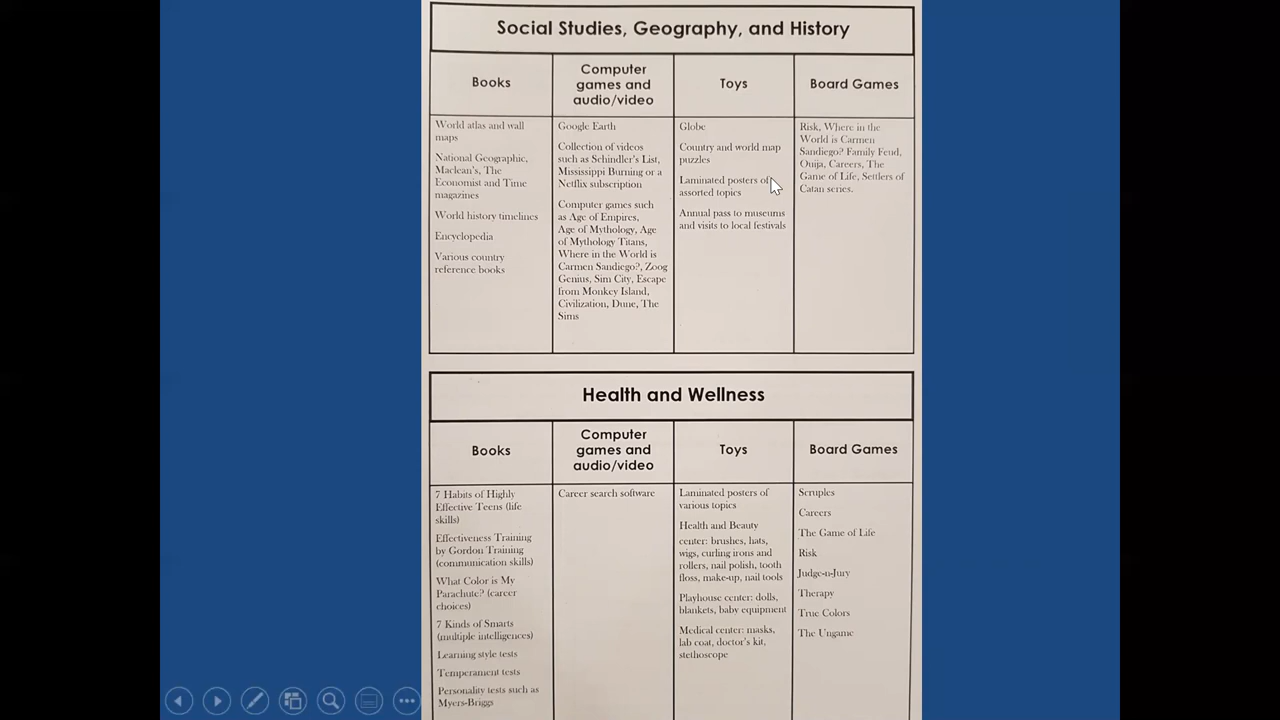 Social Studies, Geography, and History
Books
Computer
games and
audio/video
Toys
Board Games
World atlas and wall
maps
National Geographic,
Maclean's, The
Economist and Time
magazines
World history timelines
Encyclopedia
Various country
reference books
Google Earth
Collection of videos
such as Schindler's List,
Mississippi Burning or a
Netflix subscription
Computer games such
as Age of Empires,
Age of Mythology, Age
of Mythology Titans,
Where in the World is
Carmen Sandiego?, Zoog
Genius, Sim City, Escape
from Monkey Island,
Civilization, Dune, The
Sims
Globe
Country and world map
puzzles
Laminated posters of
assorted topics
Annual pass to museums
and visits to local festivals
Risk, Where in the
World is Carmen
Sandiego? Family Feud,
Ouija, Careers, The
Game of Life, Settlers of
Catan series.
Health and Wellness
Books
Computer
games and
audio/video
Toys
Board Games
7 Habits of Highly
Effective Teens (life
skills)
Effectiveness Training
by Gordon Training
(communication skills)
What Color is My
Parachute? (career
choices)
7 Kinds of Smarts
(multiple intelligences)
Learning style tests
Temperament tests
Personality tests such as
Myers-Briggs
Career search software
Laminated posters of
various topics
Health and Beauty
center: brushes, hats,
wigs, curling irons and
rollers, nail polish, tooth
floss, make-up, nail tools
Playhouse center: dolls,
blankets, baby equipment
Medical center: masks,
lab coat, doctor's kit,
stethoscope
Scruples
Careers
The Game of Life
Risk
Judge-n-Jury
Therapy
True Colors
The Ungame